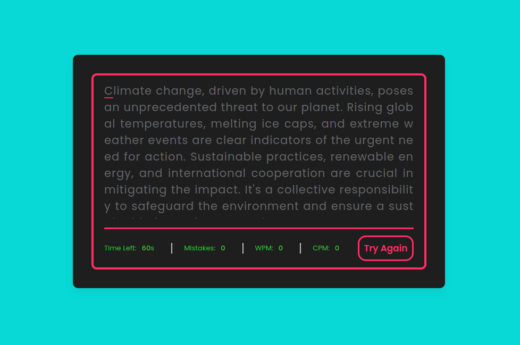 Climate change, driven by human activities, poses
an unprecedented threat to our planet. Rising glob
al temperatures, melting ice caps, and extreme w
eather events are clear indicators of the urgent ne
ed for action. Sustainable practices, renewable en
ergy, and international cooperation are crucial in
mitigating the impact. It's a collective responsibilit
y to safeguard the environment and ensure a sust
Time Left: 60s | Mistakes: 0 | WPM: 0 | CPM: 0 Try Again